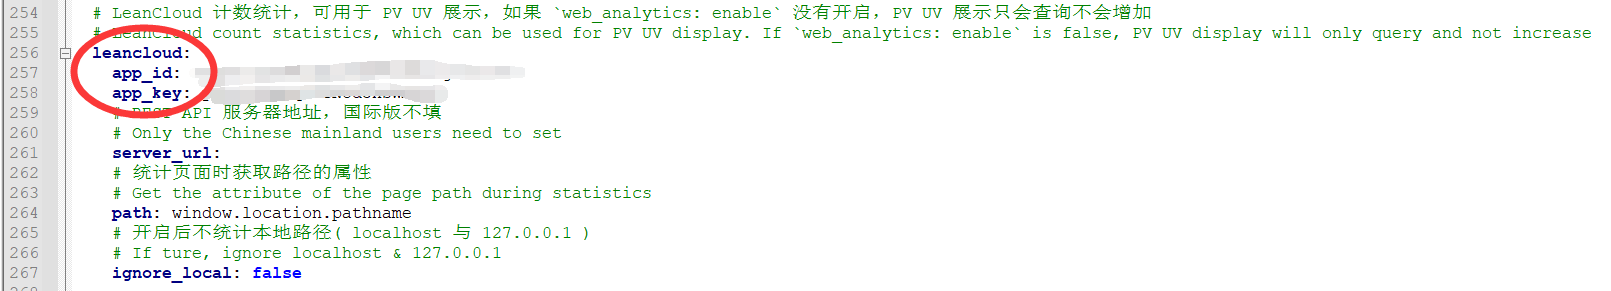 254 # LeanCloud 计数统计，可用于 PV UV 展示，如果 `web_analytics: enable` 没有开启，PV UV 展示只会查询不会增加
255 # LeanCloud count statistics, which can be used for PV UV display. If `web_analytics: enable` is false, PV UV display will only query and not increase
256 leancloud:
257 app_id:
258 app_key:
259 # REST API 服务器地址，国际版不填
260 # Only the Chinese mainland users need to set
261 server_url:
262 # 统计页面时获取路径的属性
263 # Get the attribute of the page path during statistics
264 path: window.location.pathname
265 # 开启后不统计本地路径( localhost 与 127.0.0.1 )
266 # If ture, ignore localhost & 127.0.0.1
267 ignore_local: false